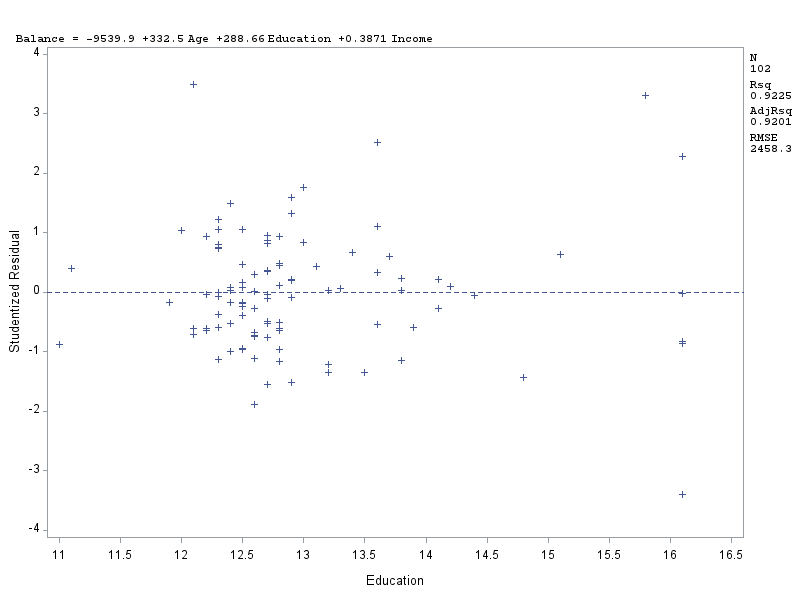 Balance = -9539.9 +332.5 Age +288.66 Education +0.3871 Income
N
102
Rsq
0.9225
AdjRsq
0.9201
RMSE
2458.3
4
3
2
1
0
-1
-2
-3
-4
Studentized Residual
11 11.5 12 12.5 13 13.5 14 14.5 15 15.5 16 16.5
Education